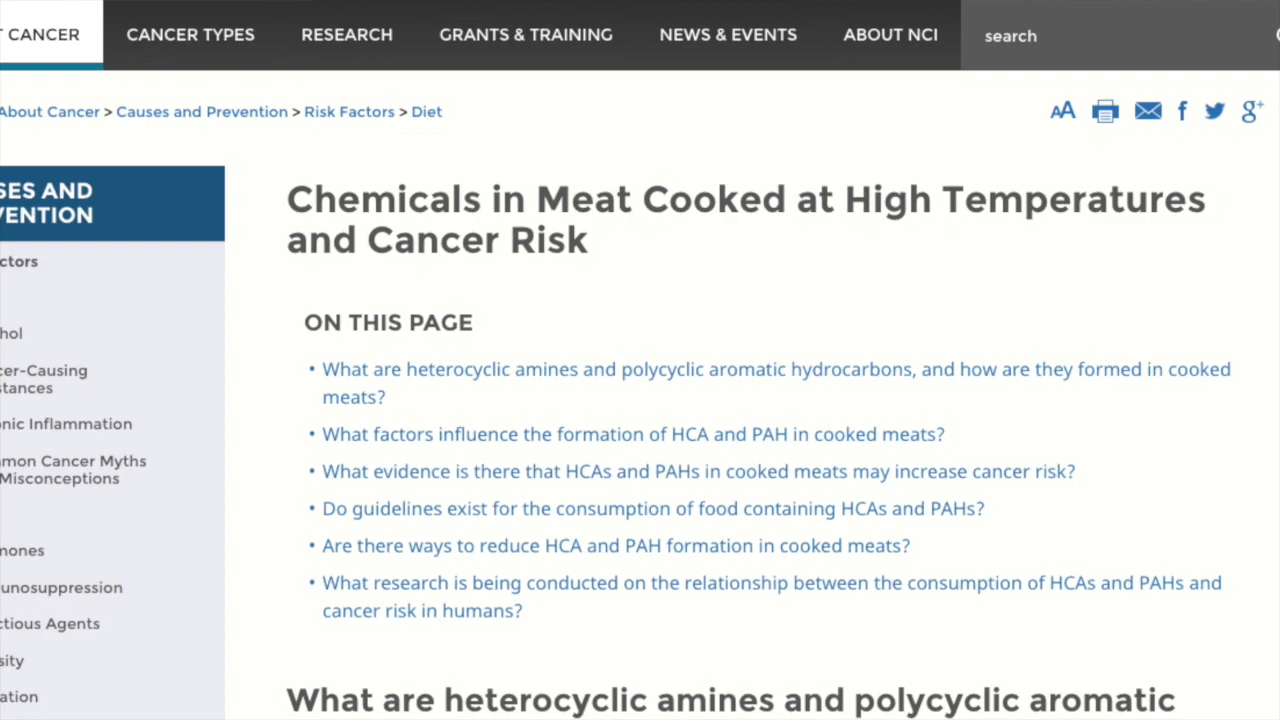 T CANCER CANCER TYPES RESEARCH GRANTS & TRAINING NEWS & EVENTS ABOUT NCI search
About Cancer > Causes and Prevention > Risk Factors > Diet
AA f g+
SES AND
VENTION
ctors
hol
cer-Causing
stances
onic Inflammation
mmon Cancer Myths
Misconceptions
mones
unosuppression
ctious Agents
sity
ation
Chemicals in Meat Cooked at High Temperatures
and Cancer Risk
ON THIS PAGE
• What are heterocyclic amines and polycyclic aromatic hydrocarbons, and how are they formed in cooked
meats?
• What factors influence the formation of HCA and PAH in cooked meats?
• What evidence is there that HCAs and PAHs in cooked meats may increase cancer risk?
• Do guidelines exist for the consumption of food containing HCAs and PAHs?
• Are there ways to reduce HCA and PAH formation in cooked meats?
• What research is being conducted on the relationship between the consumption of HCAs and PAHs and
cancer risk in humans?
What are heterocyclic amines and polycyclic aromatic